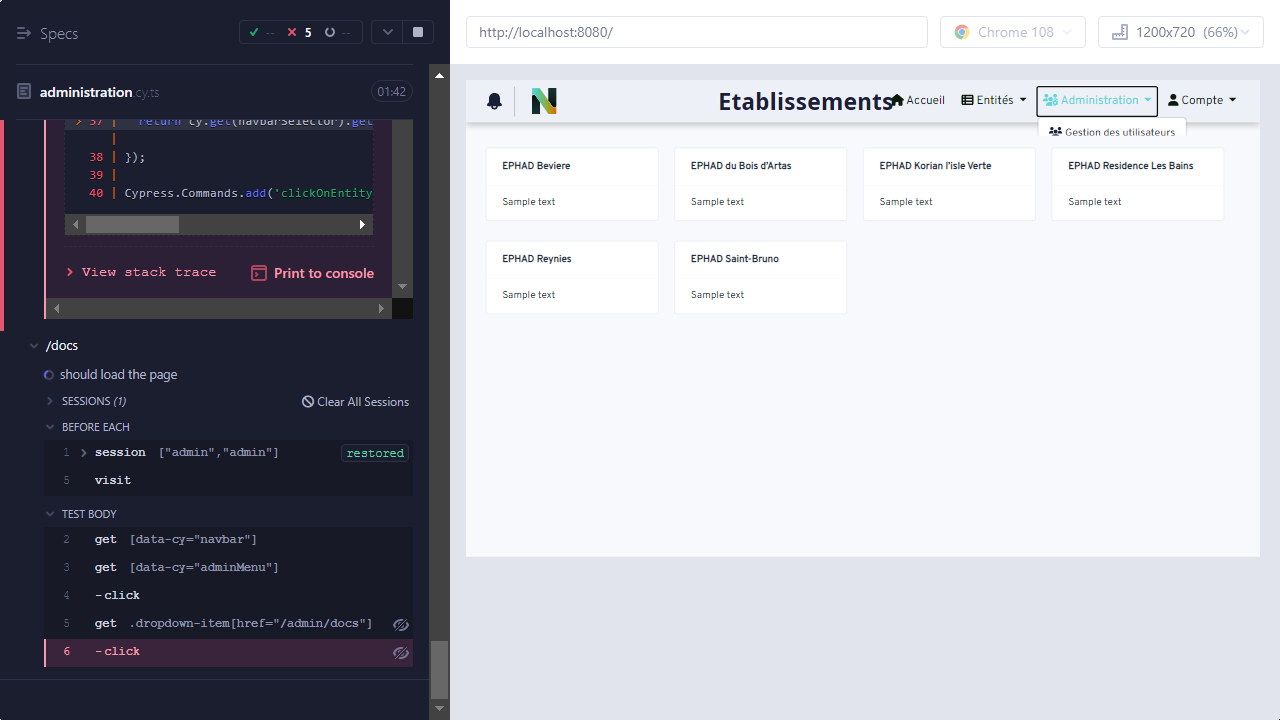 Specs
-- 5 --
administration.cy.ts
01:42
> 37 | return cy.get(navbarSelector).get
|
38 | });
39 |
40 | Cypress.Commands.add('clickOnEntity
> View stack trace
Print to console
/docs
should load the page
SESSIONS (1)
Clear All Sessions
BEFORE EACH
1 session ["admin","admin"] restored
5 visit
TEST BODY
2 get [data-cy="navbar"]
3 get [data-cy="adminMenu"]
4 -click
5 get .dropdown-item[href="/admin/docs"]
6 -click
http://localhost:8080/
Chrome 108
1200x720 (66%)
Etablissements
Accueil
Entités
Administration
Compte
Gestion des utilisateurs
EPHAD Beviere
Sample text
EPHAD du Bois d'Artas
Sample text
EPHAD Korian l'isle Verte
Sample text
EPHAD Residence Les Bains
Sample text
EPHAD Reynies
Sample text
EPHAD Saint-Bruno
Sample text